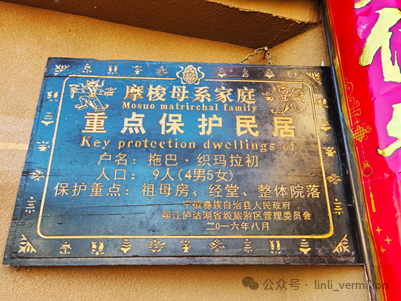 摩梭母系家庭
Mosuo matrirchal family
重点保护民居
Key protection dwellings of
户名：拖巴·织玛拉初
人口：9人(4男5女)
保护重点：祖母房、经堂、整体院落
宁蒗彝族自治县人民政府
丽江泸沽湖省级旅游区管理委员会
二〇一六年八月
公众号 · linli_vermilion